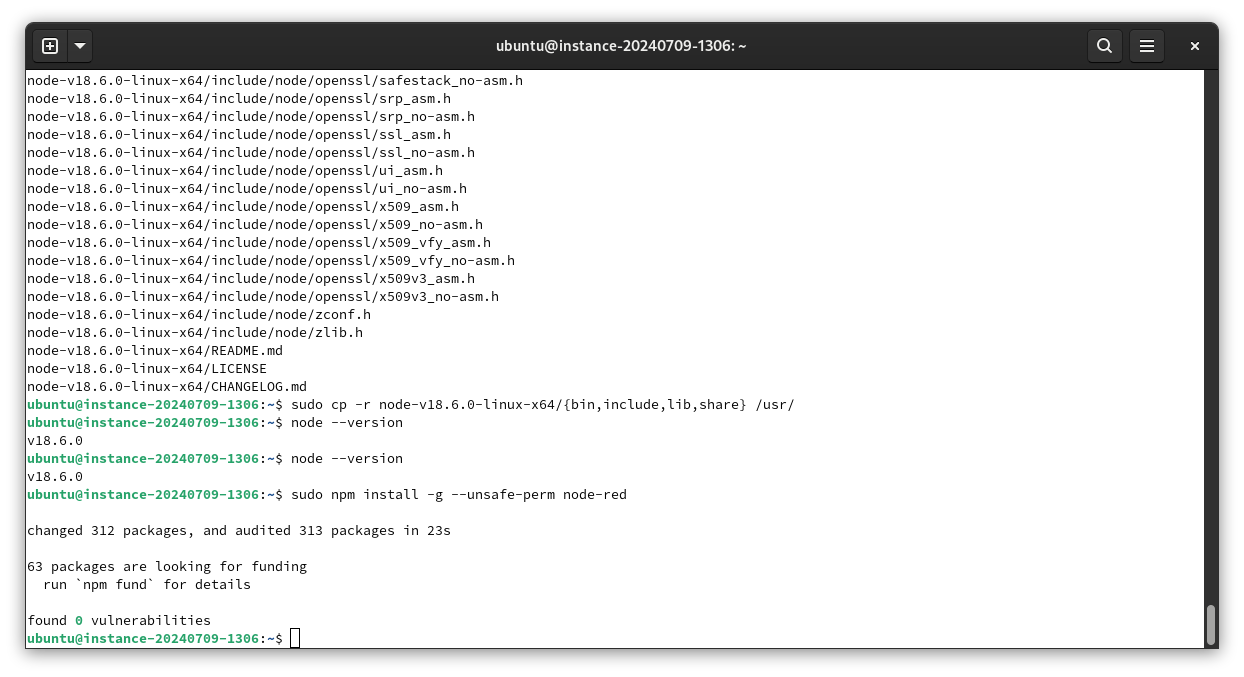 ubuntu@instance-20240709-1306: ~
node-v18.6.0-linux-x64/include/node/openssl/safestack_no-asm.h
node-v18.6.0-linux-x64/include/node/openssl/srp_asm.h
node-v18.6.0-linux-x64/include/node/openssl/srp_no-asm.h
node-v18.6.0-linux-x64/include/node/openssl/ssl_asm.h
node-v18.6.0-linux-x64/include/node/openssl/ssl_no-asm.h
node-v18.6.0-linux-x64/include/node/openssl/ui_asm.h
node-v18.6.0-linux-x64/include/node/openssl/ui_no-asm.h
node-v18.6.0-linux-x64/include/node/openssl/x509_asm.h
node-v18.6.0-linux-x64/include/node/openssl/x509_no-asm.h
node-v18.6.0-linux-x64/include/node/openssl/x509_vfy_asm.h
node-v18.6.0-linux-x64/include/node/openssl/x509_vfy_no-asm.h
node-v18.6.0-linux-x64/include/node/openssl/x509v3_asm.h
node-v18.6.0-linux-x64/include/node/openssl/x509v3_no-asm.h
node-v18.6.0-linux-x64/include/node/zconf.h
node-v18.6.0-linux-x64/include/node/zlib.h
node-v18.6.0-linux-x64/README.md
node-v18.6.0-linux-x64/LICENSE
node-v18.6.0-linux-x64/CHANGELOG.md
ubuntu@instance-20240709-1306:~$ sudo cp -r node-v18.6.0-linux-x64/{bin,include,lib,share} /usr/
ubuntu@instance-20240709-1306:~$ node --version
v18.6.0
ubuntu@instance-20240709-1306:~$ node --version
v18.6.0
ubuntu@instance-20240709-1306:~$ sudo npm install -g --unsafe-perm node-red
changed 312 packages, and audited 313 packages in 23s
63 packages are looking for funding
  run `npm fund` for details
found 0 vulnerabilities
ubuntu@instance-20240709-1306:~$